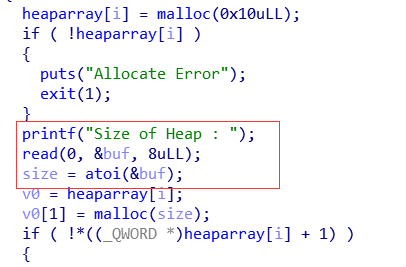 {
heaparray[i] = malloc(0x10uLL);
if ( !heaparray[i] )
{
puts("Allocate Error");
exit(1);
}
printf("Size of Heap : ");
read(0, &buf, 8uLL);
size = atoi(&buf);
v0 = heaparray[i];
v0[1] = malloc(size);
if ( !*((_QWORD *)heaparray[i] + 1) )
{